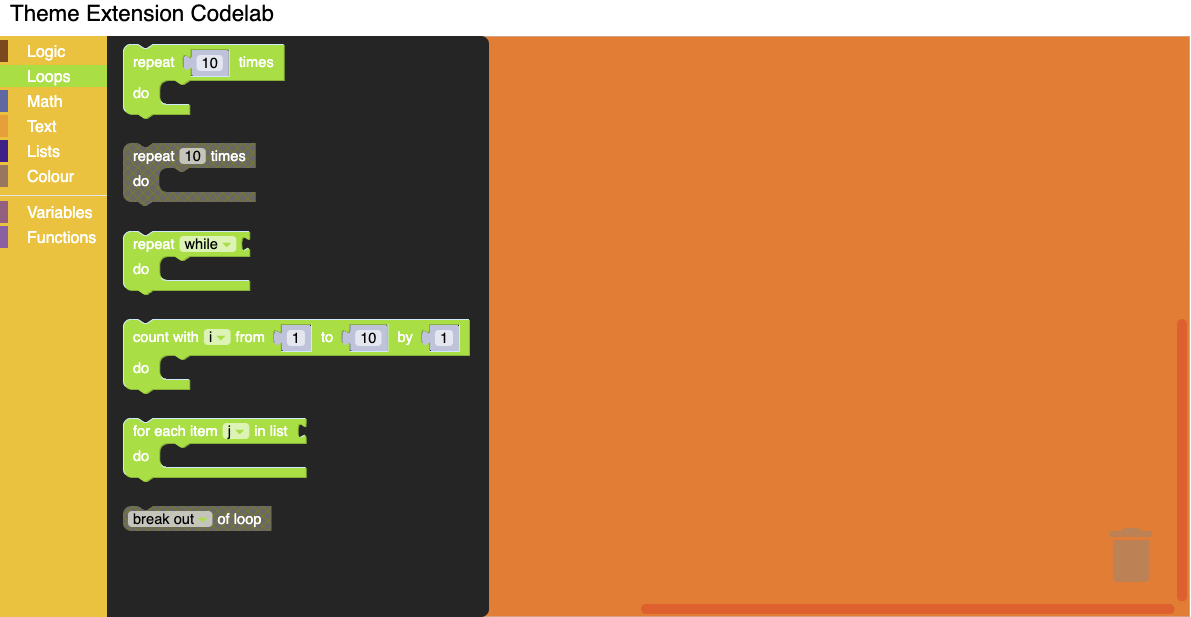 Theme Extension Codelab
Logic
Loops
Math
Text
Lists
Colour
Variables
Functions
repeat 10 times
do
repeat 10 times
do
repeat while
do
count with i from 1 to 10 by 1
do
for each item j in list
do
break out of loop